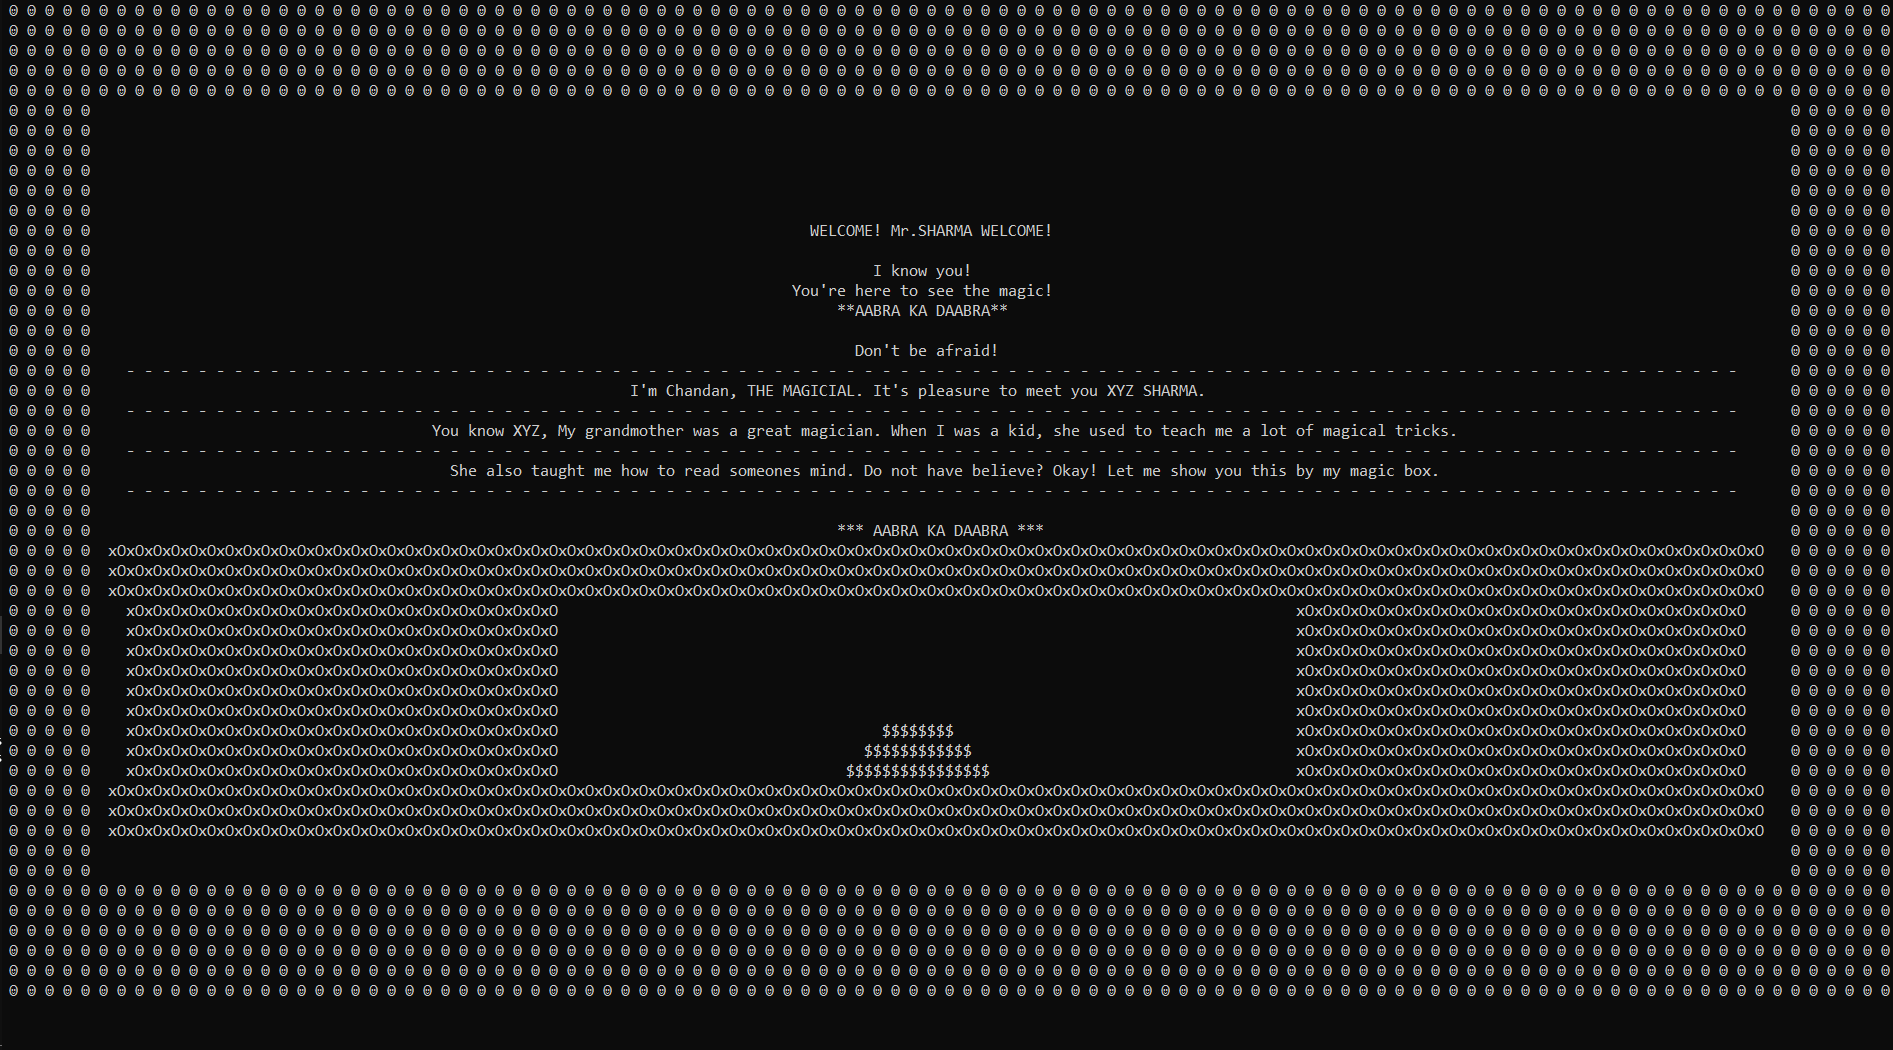 WELCOME! Mr.SHARMA WELCOME!
I know you!
You're here to see the magic!
**AABRA KA DAABRA**
Don't be afraid!
I'm Chandan, THE MAGICIAL. It's pleasure to meet you XYZ SHARMA.
You know XYZ, My grandmother was a great magician. When I was a kid, she used to teach me a lot of magical tricks.
She also taught me how to read someones mind. Do not have believe? Okay! Let me show you this by my magic box.
*** AABRA KA DAABRA ***
$$$$$$$$
$$$$$$$$$$$$
$$$$$$$$$$$$$$$$